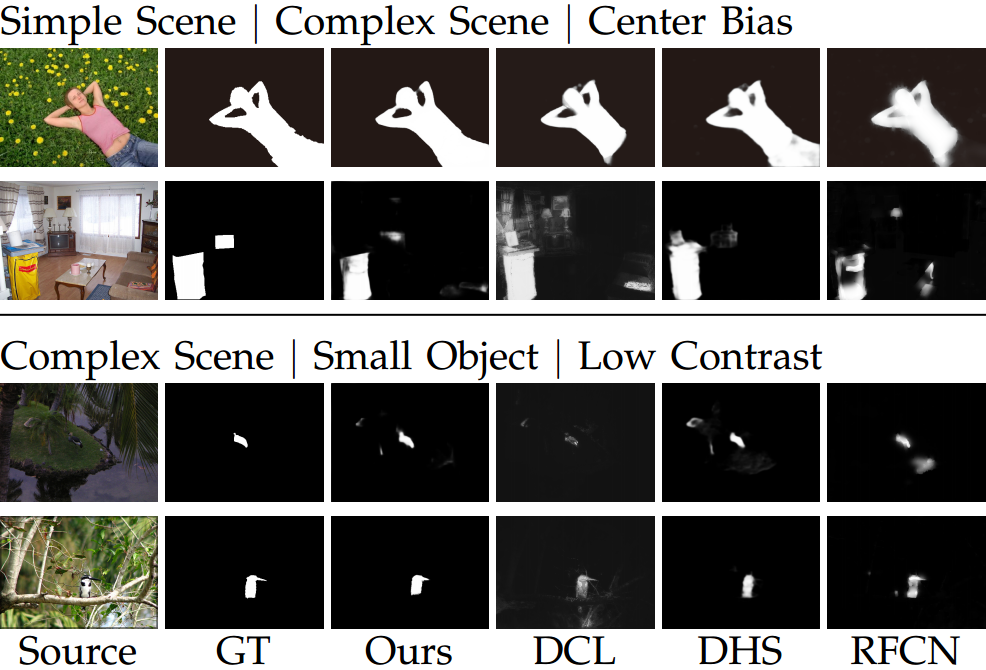 Simple Scene | Complex Scene | Center Bias
Complex Scene | Small Object | Low Contrast
Source GT Ours DCL DHS RFCN